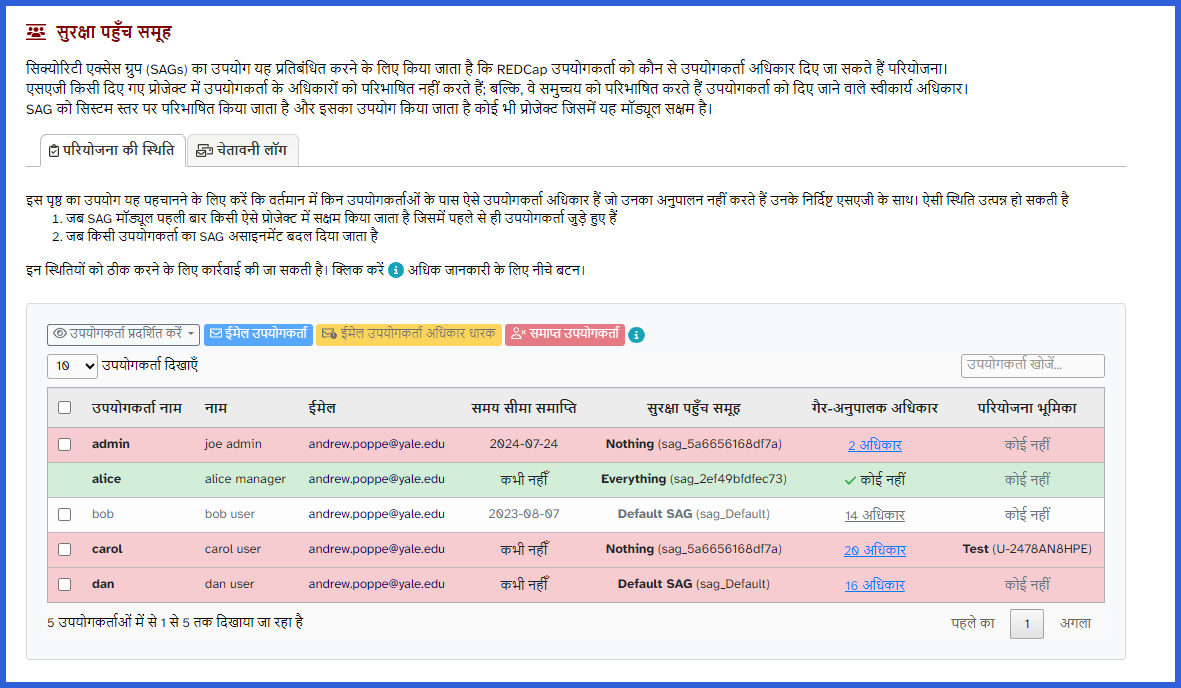 सुरक्षा पहुँच समूह
सिक्योरिटी एक्सेस ग्रुप (SAGs) का उपयोग यह प्रतिबंधित करने के लिए किया जाता है कि REDCap उपयोगकर्ता को कौन से उपयोगकर्ता अधिकार दिए जा सकते हैं परियोजना।
एसएजी किसी दिए गए प्रोजेक्ट में उपयोगकर्ता के अधिकारों को परिभाषित नहीं करते हैं; बल्कि, वे समुच्चय को परिभाषित करते हैं उपयोगकर्ता को दिए जाने वाले स्वीकार्य अधिकार।
SAG को सिस्टम स्तर पर परिभाषित किया जाता है और इसका उपयोग किया जाता है कोई भी प्रोजेक्ट जिसमें यह मॉड्यूल सक्षम है।
परियोजना की स्थिति चेतावनी लॉग
इस पृष्ठ का उपयोग यह पहचानने के लिए करें कि वर्तमान में किन उपयोगकर्ताओं के पास ऐसे उपयोगकर्ता अधिकार हैं जो उनका अनुपालन नहीं करते हैं उनके निर्दिष्ट एसएजी के साथ। ऐसी स्थिति उत्पन्न हो सकती है
1. जब SAG मॉड्यूल पहली बार किसी ऐसे प्रोजेक्ट में सक्षम किया जाता है जिसमें पहले से ही उपयोगकर्ता जुड़े हुए हैं
2. जब किसी उपयोगकर्ता का SAG असाइनमेंट बदल दिया जाता है
इन स्थितियों को ठीक करने के लिए कार्रवाई की जा सकती है। क्लिक करें i अधिक जानकारी के लिए नीचे बटन।
उपयोगकर्ता प्रदर्शित करें ईमेल उपयोगकर्ता ईमेल उपयोगकर्ता अधिकार धारक समाप्त उपयोगकर्ता i
10 उपयोगकर्ता दिखाएँ उपयोगकर्ता खोजें...
उपयोगकर्ता नाम नाम ईमेल समय सीमा समाप्ति सुरक्षा पहुँच समूह गैर-अनुपालक अधिकार परियोजना भूमिका
admin joe admin andrew.poppe@yale.edu 2024-07-24 Nothing (sag_5a6656168df7a) 2 अधिकार कोई नहीं
alice alice manager andrew.poppe@yale.edu कभी नहीँ Everything (sag_2ef49bfdfec73) कोई नहीं कोई नहीं
bob bob user andrew.poppe@yale.edu 2023-08-07 Default SAG (sag_Default) 14 अधिकार कोई नहीं
carol carol user andrew.poppe@yale.edu कभी नहीँ Nothing (sag_5a6656168df7a) 20 अधिकार Test (U-2478AN8HPE)
dan dan user andrew.poppe@yale.edu कभी नहीँ Default SAG (sag_Default) 16 अधिकार कोई नहीं
5 उपयोगकर्ताओं में से 1 से 5 तक दिखाया जा रहा है पहले का 1 अगला